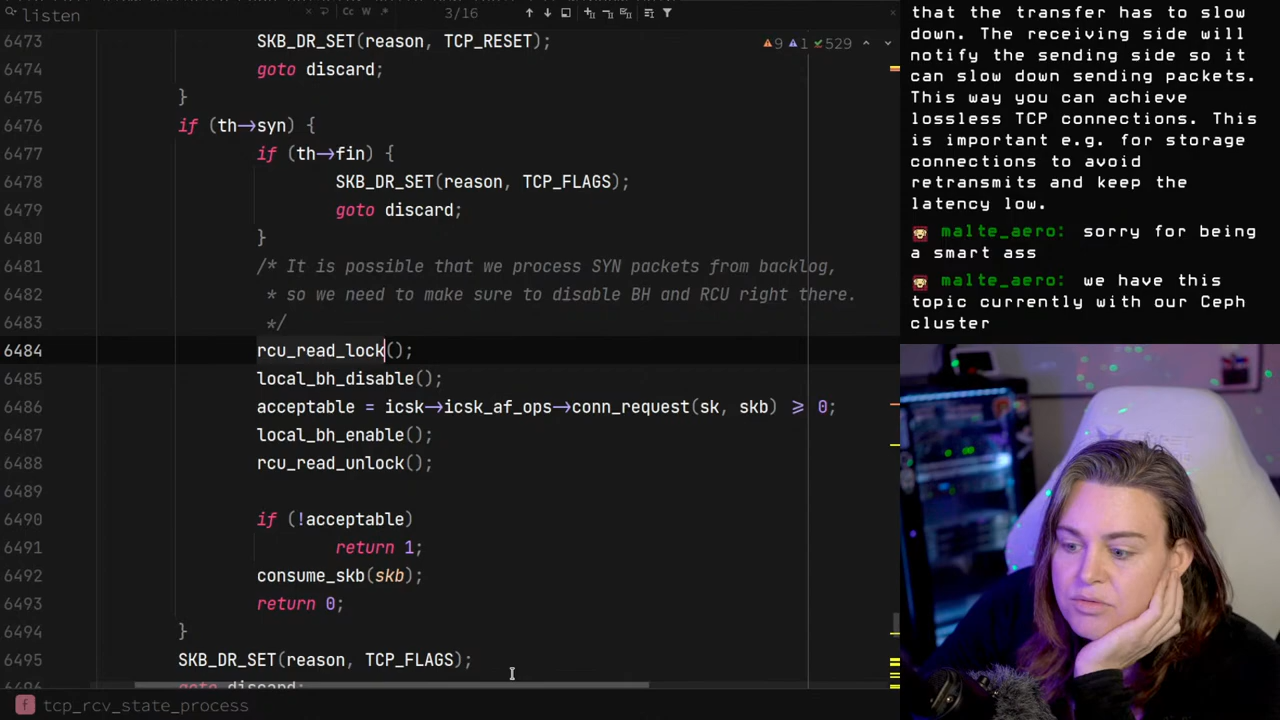 listen
Cc W .* 3/16
6473 SKB_DR_SET(reason, TCP_RESET);
6474 goto discard;
6475 }
6476 if (th→syn) {
6477 if (th→fin) {
6478 SKB_DR_SET(reason, TCP_FLAGS);
6479 goto discard;
6480 }
6481 /* It is possible that we process SYN packets from backlog,
6482 * so we need to make sure to disable BH and RCU right there.
6483 */
6484 rcu_read_lock();
6485 local_bh_disable();
6486 acceptable = icsk→icsk_af_ops→conn_request(sk, skb) ⩾ 0;
6487 local_bh_enable();
6488 rcu_read_unlock();
6489
6490 if (!acceptable)
6491 return 1;
6492 consume_skb(skb);
6493 return 0;
6494 }
6495 SKB_DR_SET(reason, TCP_FLAGS);
9 1 529
f tcp_rcv_state_process
that the transfer has to slow
down. The receiving side will
notify the sending side so it
can slow down sending packets.
This way you can achieve
lossless TCP connections. This
is important e.g. for storage
connections to avoid
retransmits and keep the
latency low.
malte_aero: sorry for being
a smart ass
malte_aero: we have this
topic currently with our Ceph
cluster